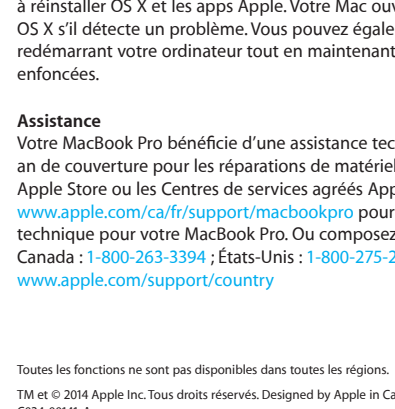 à réinstaller OS X et les apps Apple. Votre Mac
OS X s’il détecte un problème. Vous pouvez
redémarrant votre ordinateur tout en maintenant
enfoncées.
Assistance
Votre MacBook Pro bénéficie d’une assistance
an de couverture pour les réparations de matériel
Apple Store ou les Centres de services agréés
www.apple.com/ca/fr/support/macbookpro pour
technique pour votre MacBook Pro. Ou composez
Canada : 1-800-263-3394 ; États-Unis : 1-800-275-2
www.apple.com/support/country
Toutes les fonctions ne sont pas disponibles dans toutes les régions.
TM et © 2014 Apple Inc. Tous droits réservés. Designed by Apple in